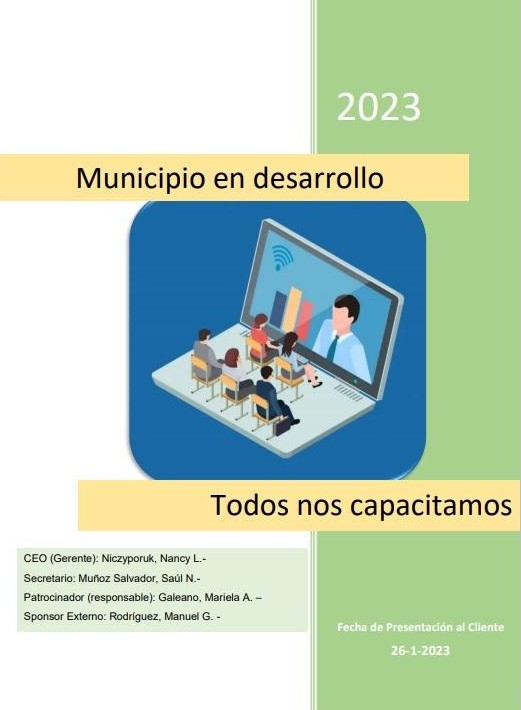 2023
Municipio en desarrollo
Todos nos capacitamos
CEO (Gerente): Niczyporuk, Nancy L.-
Secretario: Muñoz Salvador, Saúl N.-
Patrocinador (responsable): Galeano, Mariela A. –
Sponsor Externo: Rodríguez, Manuel G. -
Fecha de Presentación al Cliente
26-1-2023